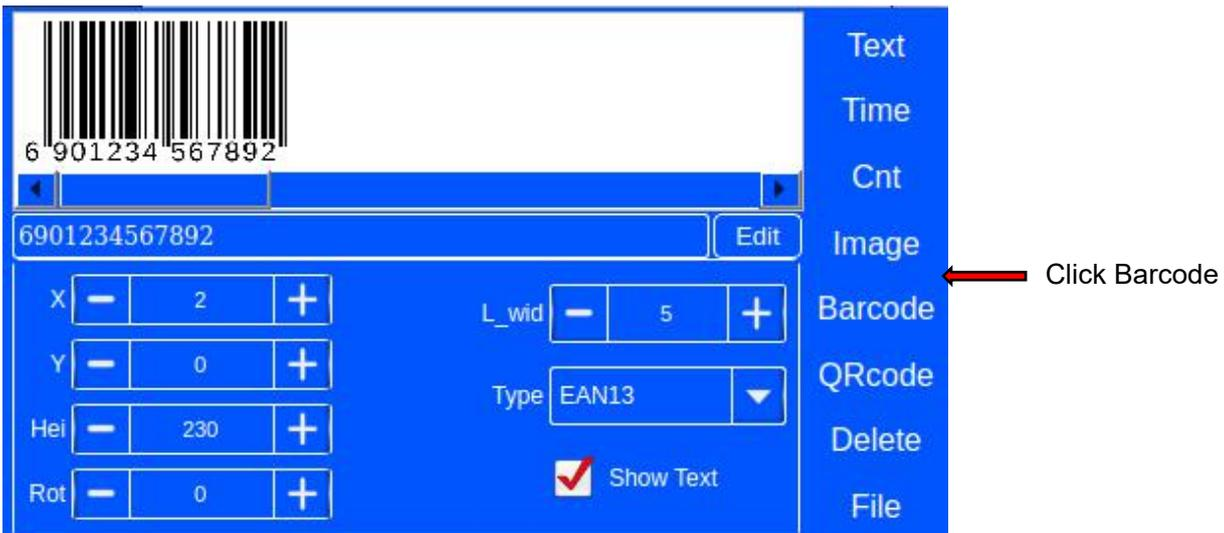 6 901234 567892
6901234567892
Edit
X
2
Y
0
Hei
230
Rot
0
L_wid
5
Type
EAN13
Show Text
Text
Time
Cnt
Image
Barcode
QRcode
Delete
File
Click Barcode